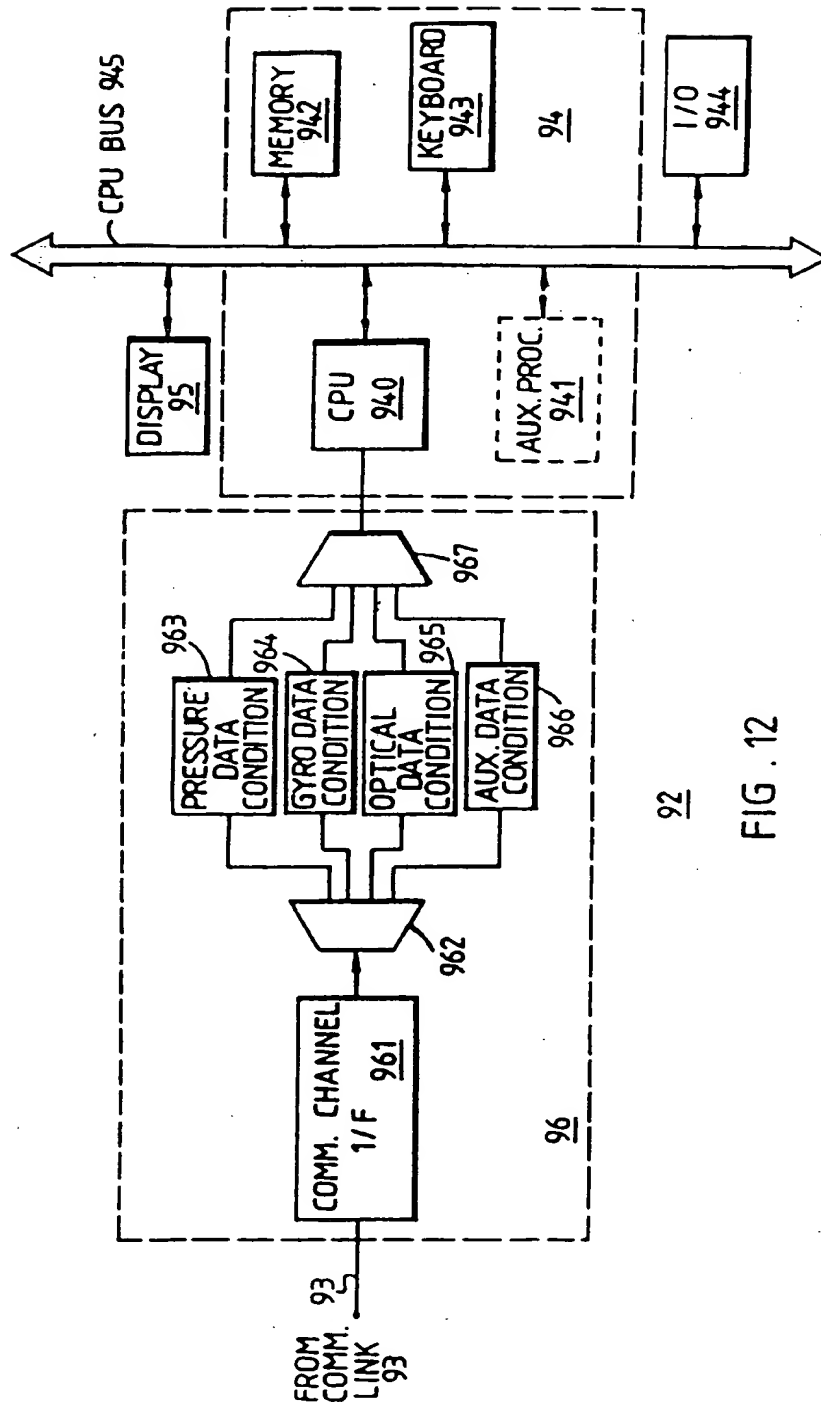 FROM
COMM.
LINK
93
93
COMM. CHANNEL
1/F
961
962
PRESSURE
DATA
CONDITION
963
GYRO DATA
CONDITION
964
OPTICAL
DATA
CONDITION
965
AUX. DATA
CONDITION
966
967
96
DISPLAY
95
CPU
940
AUX. PROC.
941
CPU BUS 945
MEMORY
942
KEYBOARD
943
94
I/O
944
92
FIG. 12